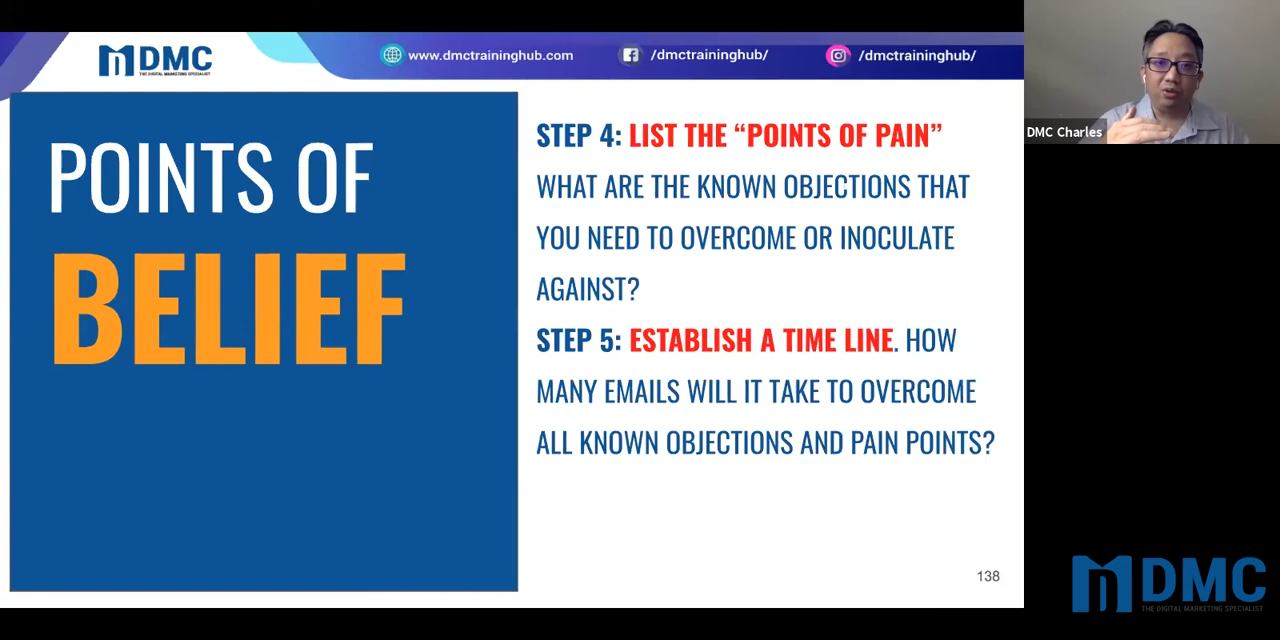 DMC
THE DIGITAL MARKETING SPECIALIST
www.dmctraininghub.com
/dmctraininghub/
/dmctraininghub/
DMC Charles
POINTS OF
BELIEF
STEP 4: LIST THE “POINTS OF PAIN”
WHAT ARE THE KNOWN OBJECTIONS THAT
YOU NEED TO OVERCOME OR INOCULATE
AGAINST?
STEP 5: ESTABLISH A TIME LINE. HOW
MANY EMAILS WILL IT TAKE TO OVERCOME
ALL KNOWN OBJECTIONS AND PAIN POINTS?
138
DMC
THE DIGITAL MARKETING SPECIALIST